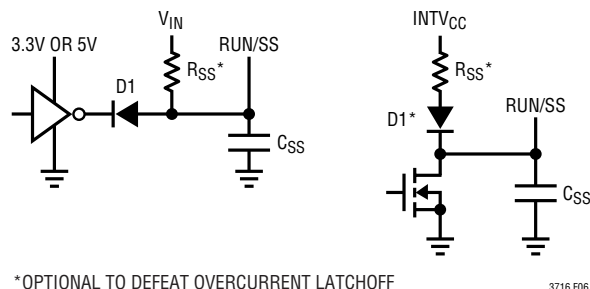 V_IN
3.3V OR 5V
D1
R_SS*
RUN/SS
C_SS
INTV_CC
R_SS*
D1*
RUN/SS
C_SS
*OPTIONAL TO DEFEAT OVERCURRENT LATCHOFF
3716 F06